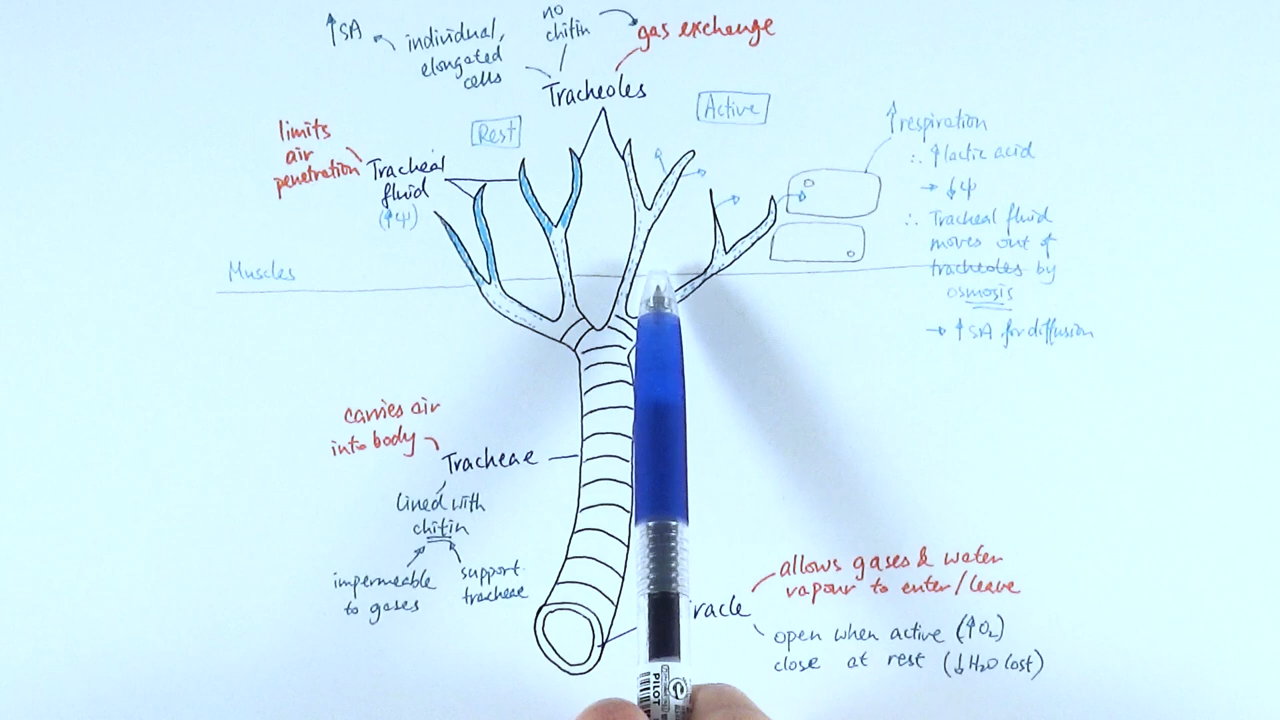 ↑SA
individual,
elongated
cells
no
chitin
gas exchange
Tracheoles
Rest
Active
limits
air
penetration
Tracheal
fluid
(↑Ψ)
↑respiration
∴ ↑lactic acid
→ ↓Ψ
∴ Tracheal fluid
moves out of
tracheoles by
osmosis
→ ↑SA for diffusion
Muscles
carries air
into body
Tracheae
lined with
chitin
impermeable
to gases
support
tracheae
allows gases & water
vapour to enter/leave
racle
open when active (↑O₂)
close at rest (↓H₂O lost)
PILOT